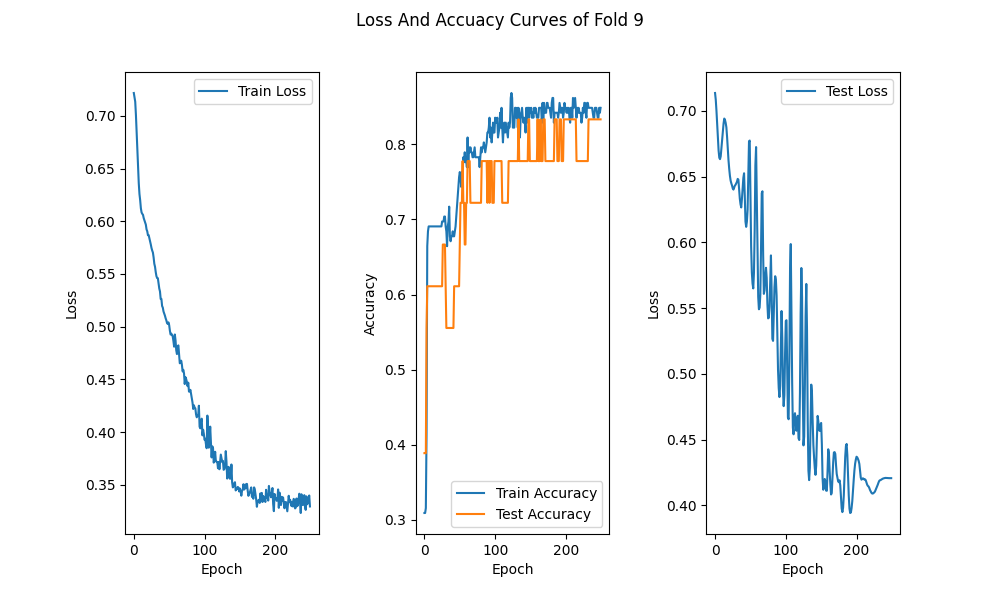 Loss And Accuacy Curves of Fold 9
Train Loss
0.70
0.65
0.60
0.55
0.50
0.45
0.40
0.35
Loss
0
100
200
Epoch
0.8
0.7
0.6
0.5
0.4
0.3
Accuracy
Train Accuracy
Test Accuracy
0
100
200
Epoch
Test Loss
0.70
0.65
0.60
0.55
0.50
0.45
0.40
Loss
0
100
200
Epoch